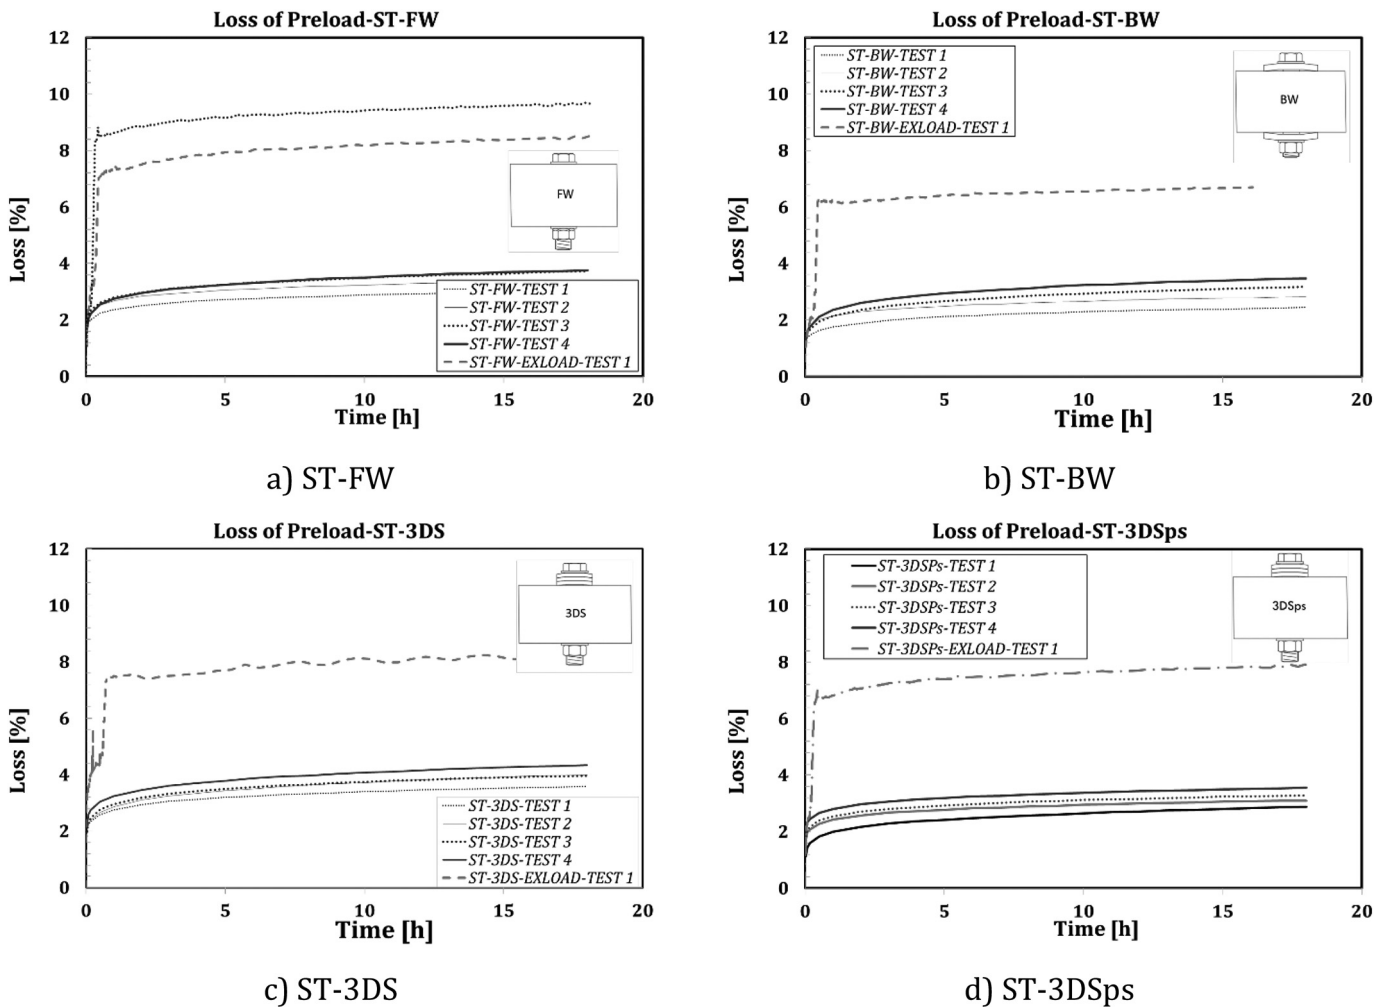 Loss of Preload-ST-FW
12
10
8
6
4
2
0
Loss [%]
FW
ST-FW-TEST 1
ST-FW-TEST 2
ST-FW-TEST 3
ST-FW-TEST 4
ST-FW-EXLOAD-TEST 1
0 5 10 15 20
Time [h]
a) ST-FW
Loss of Preload-ST-BW
12
10
8
6
4
2
0
Loss [%]
ST-BW-TEST 1
ST-BW-TEST 2
ST-BW-TEST 3
ST-BW-TEST 4
ST-BW-EXLOAD-TEST 1
BW
0 5 10 15 20
Time [h]
b) ST-BW
Loss of Preload-ST-3DS
12
10
8
6
4
2
0
Loss [%]
3DS
ST-3DS-TEST 1
ST-3DS-TEST 2
ST-3DS-TEST 3
ST-3DS-TEST 4
ST-3DS-EXLOAD-TEST 1
0 5 10 15 20
Time [h]
c) ST-3DS
Loss of Preload-ST-3DSps
12
10
8
6
4
2
0
Loss [%]
ST-3DSPs-TEST 1
ST-3DSPs-TEST 2
ST-3DSPs-TEST 3
ST-3DSPs-TEST 4
ST-3DSPs-EXLOAD-TEST 1
3DSps
0 5 10 15 20
Time [h]
d) ST-3DSps